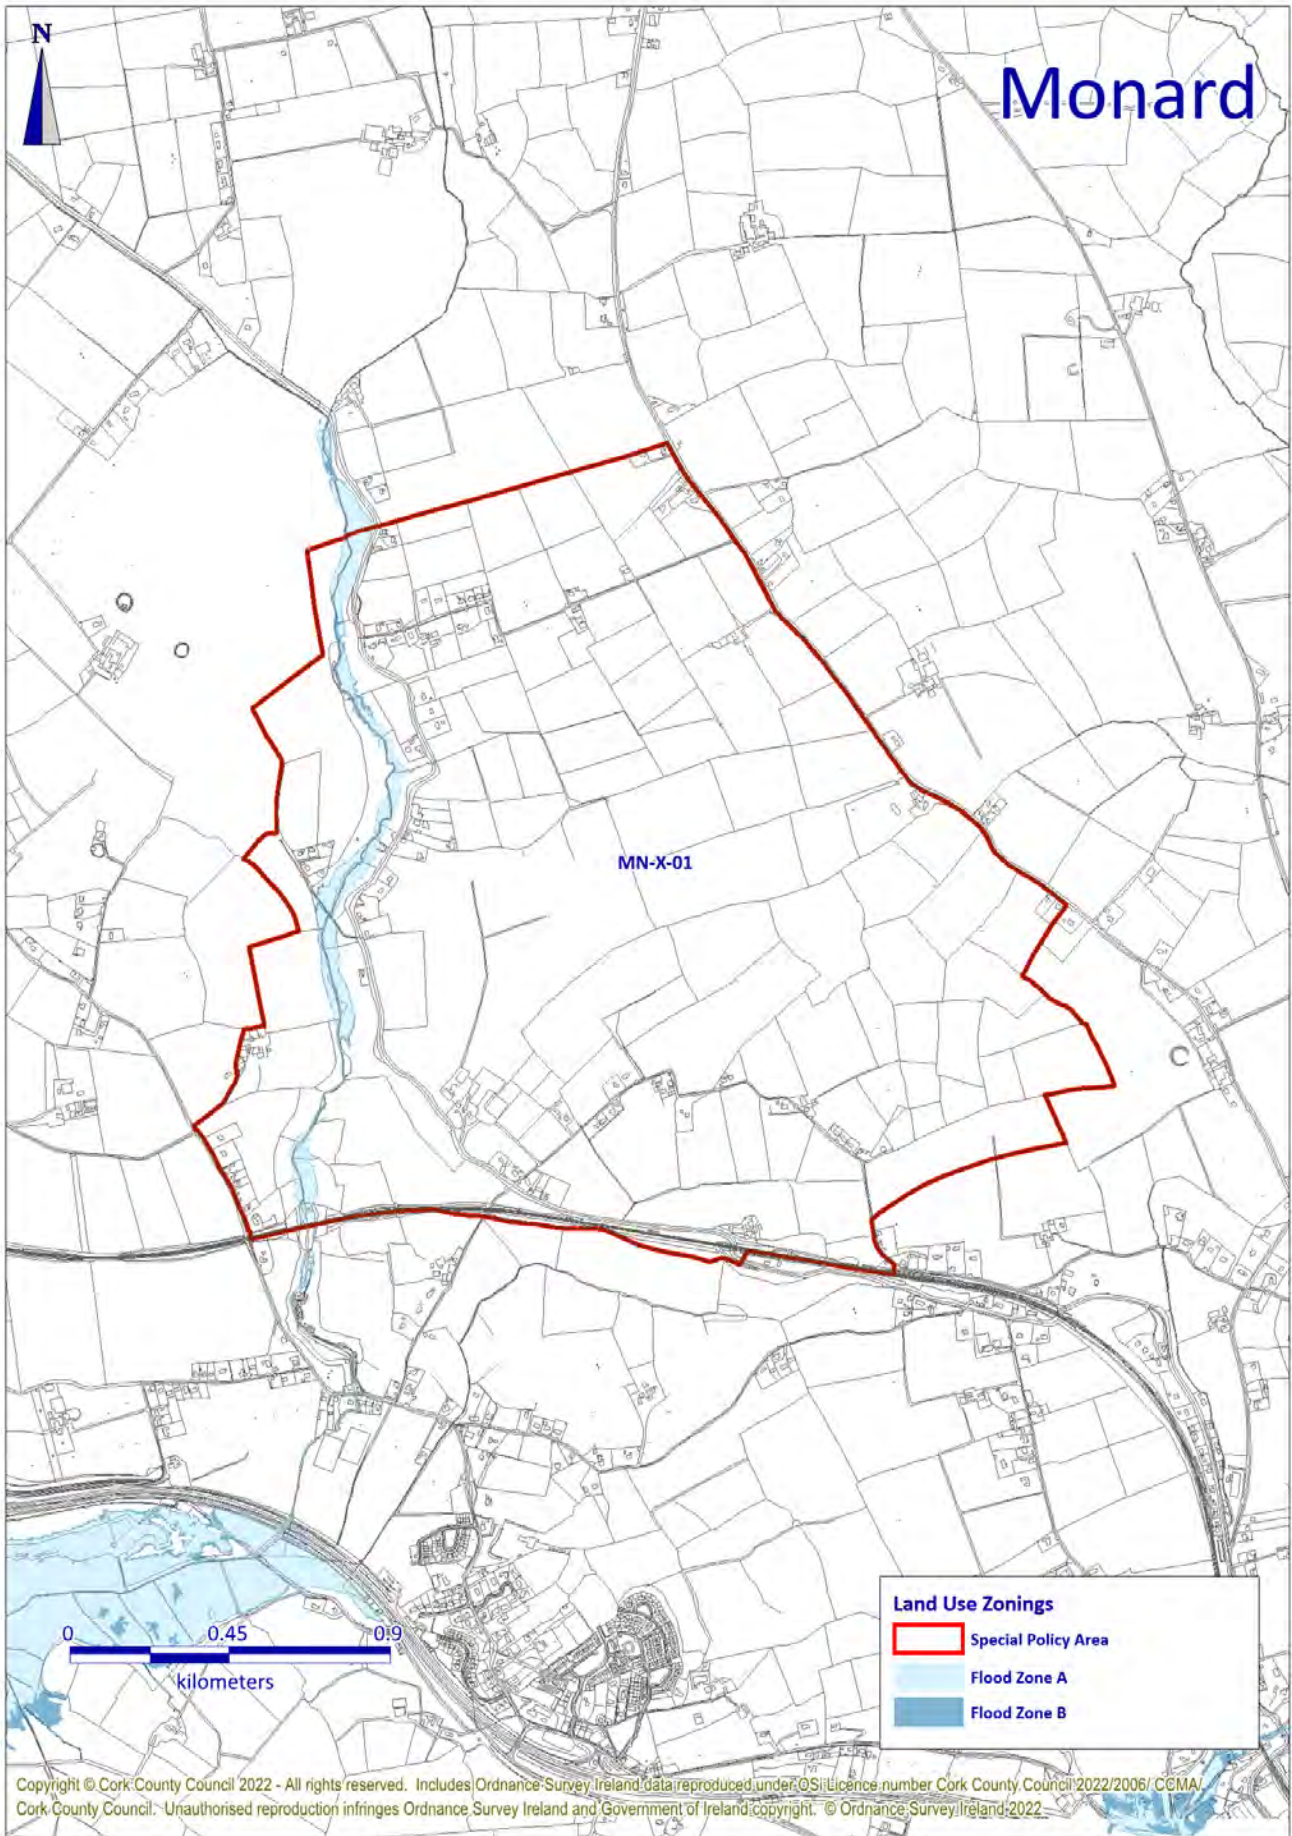 N
Monard
MN-X-01
0 0.45 0.9
kilometers
Land Use Zonings
Special Policy Area
Flood Zone A
Flood Zone B
Copyright © Cork County Council 2022 - All rights reserved. Includes Ordnance Survey Ireland data reproduced under OSi Licence number Cork County Council 2022/2006/ CCMA/
Cork County Council. Unauthorised reproduction infringes Ordnance Survey Ireland and Government of Ireland copyright. © Ordnance Survey Ireland 2022